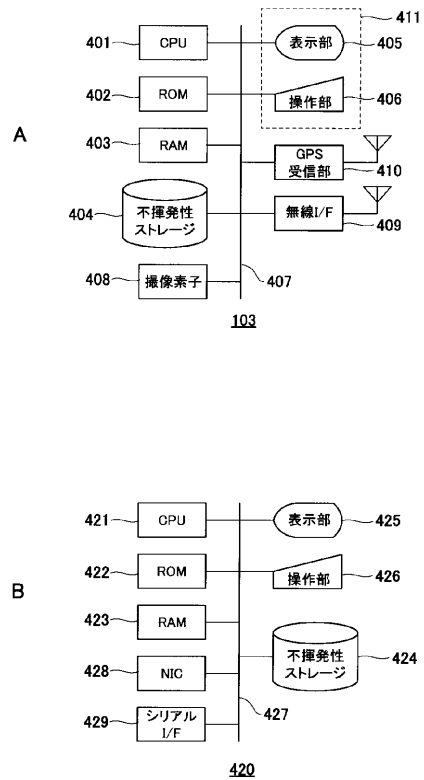 411
401
CPU
表示部
405
402
ROM
操作部
406
A
403
RAM
GPS
受信部
410
404
不揮発性
ストレージ
無線I/F
409
408
撮像素子
407
103
421
CPU
表示部
425
422
ROM
操作部
426
B
423
RAM
不揮発性
ストレージ
424
428
NIC
429
シリアル
I/F
427
420